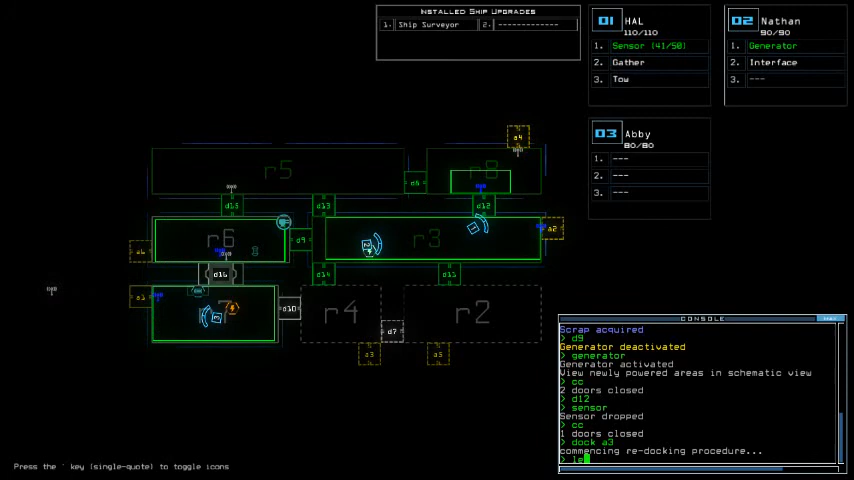 INSTALLED SHIP UPGRADES
1. Ship Surveyor 2. -------------
01 HAL
110/110
1. Sensor (41/50)
2. Gather
3. Tow
02 Nathan
90/90
1. Generator
2. Interface
3. ---
03 Abby
80/80
1. ---
2. ---
3. ---
a4
r5
r8
d8
d15
d13
d12
r6
r3
d9
a2
d16
d14
d11
r7
d10
r4
r2
d7
a3
a5
2
3
CONSOLE
Scrap acquired
> d9
Generator deactivated
> generator
Generator activated
View newly powered areas in schematic view
> cc
2 doors closed
> d12
> sensor
Sensor dropped
> cc
1 doors closed
> dock a3
commencing re-docking procedure...
> le
Press the ' key (single-quote) to toggle icons